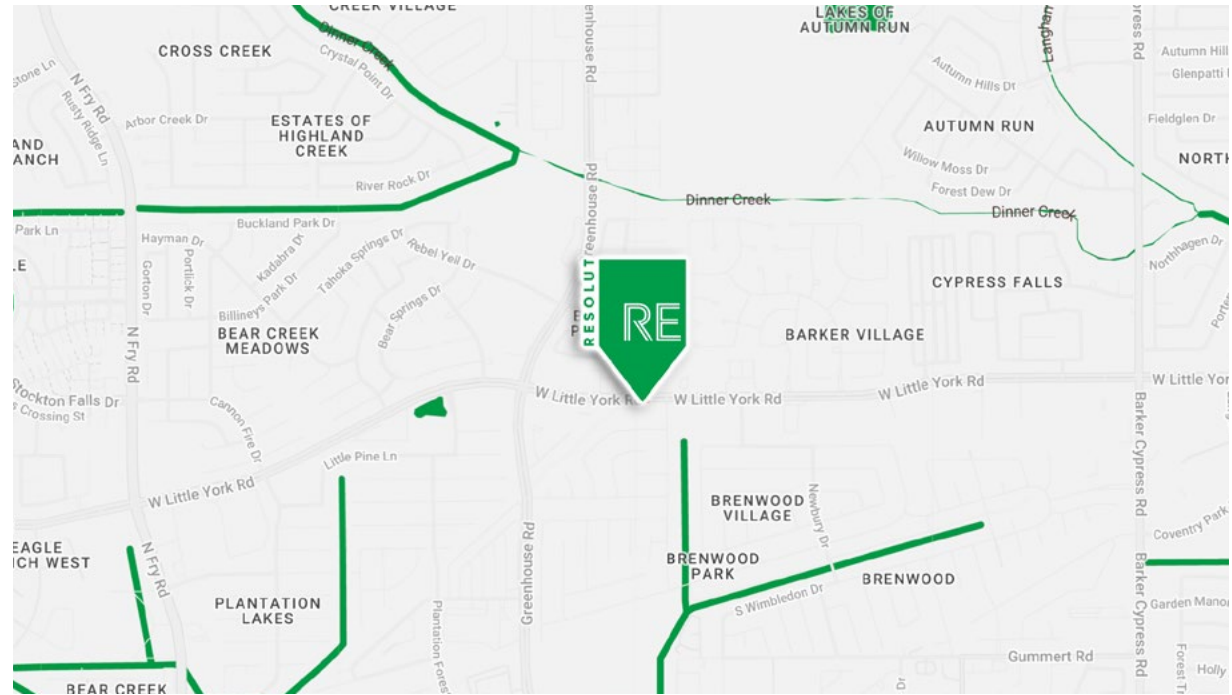 CREEK VILLAGE
LAKES OF
AUTUMN RUN
CROSS CREEK
Dinner Creek
Crystal Point Dr
Greenhouse Rd
Langham
Autumn Hills Dr
Glenpatti
Stone Ln
N Fry Rd
Rusty Ridge Ln
Arbor Creek Dr
ESTATES OF
HIGHLAND
CREEK
AUTUMN RUN
Fieldglen Dr
Willow Moss Dr
Forest Dew Dr
NORTH
River Rock Dr
Greenhouse Rd
Dinner Creek
Dinner Creek
Park Ln
Buckland Park Dr
Hayman Dr
Portlick Dr
Gorton Dr
Kadabra Dr
Tahoka Springs Dr
Rebel Yell Dr
Northhagen Dr
Billineys Park Dr
Bear Springs Dr
CYPRESS FALLS
RESOLUT
RE
BEAR CREEK
MEADOWS
BARKER VILLAGE
N Fry Rd
Stockton Falls Dr
Crossing St
Cannon Fire Dr
W Little York Rd
W Little York Rd
W Little York Rd
W Little York
Barker Cypress Rd
Little Pine Ln
W Little York Rd
BRENWOOD
VILLAGE
Newbury Dr
Coventry Park
EAGLE
N Fry Rd
Greenhouse Rd
BRENWOOD
PARK
BRENWOOD
S Wimbledon Dr
Barker Cypress Rd
PLANTATION
LAKES
Plantation Forest
Garden Manor
Gummert Rd
Forest
Holly
BEAR CREEK
Dr